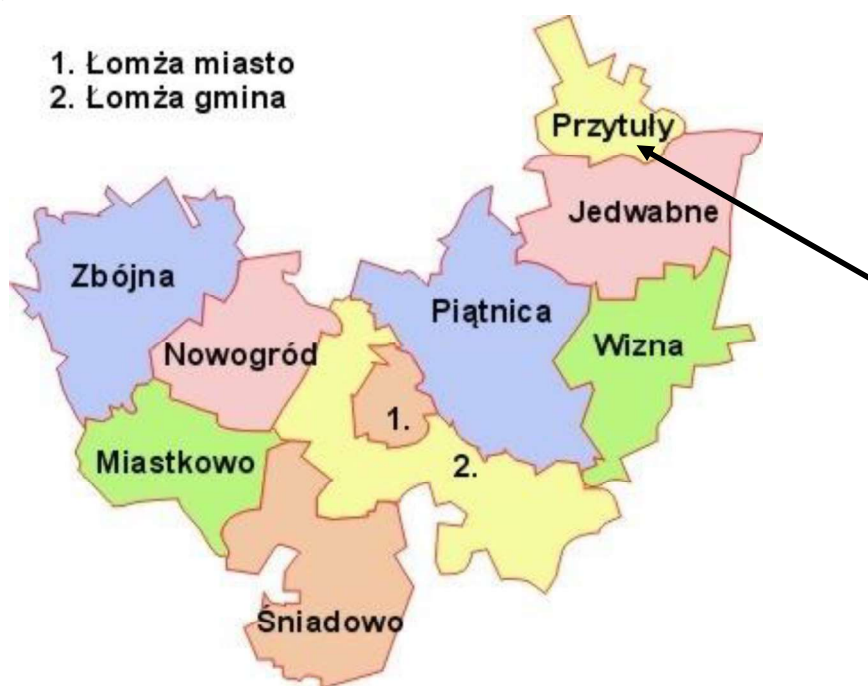 1. Łomża miasto
2. Łomża gmina
Przytuły
Jedwabne
Zbójna
Piątnica
Nowogród
Wizna
1.
Miastkowo
2.
Śniadowo